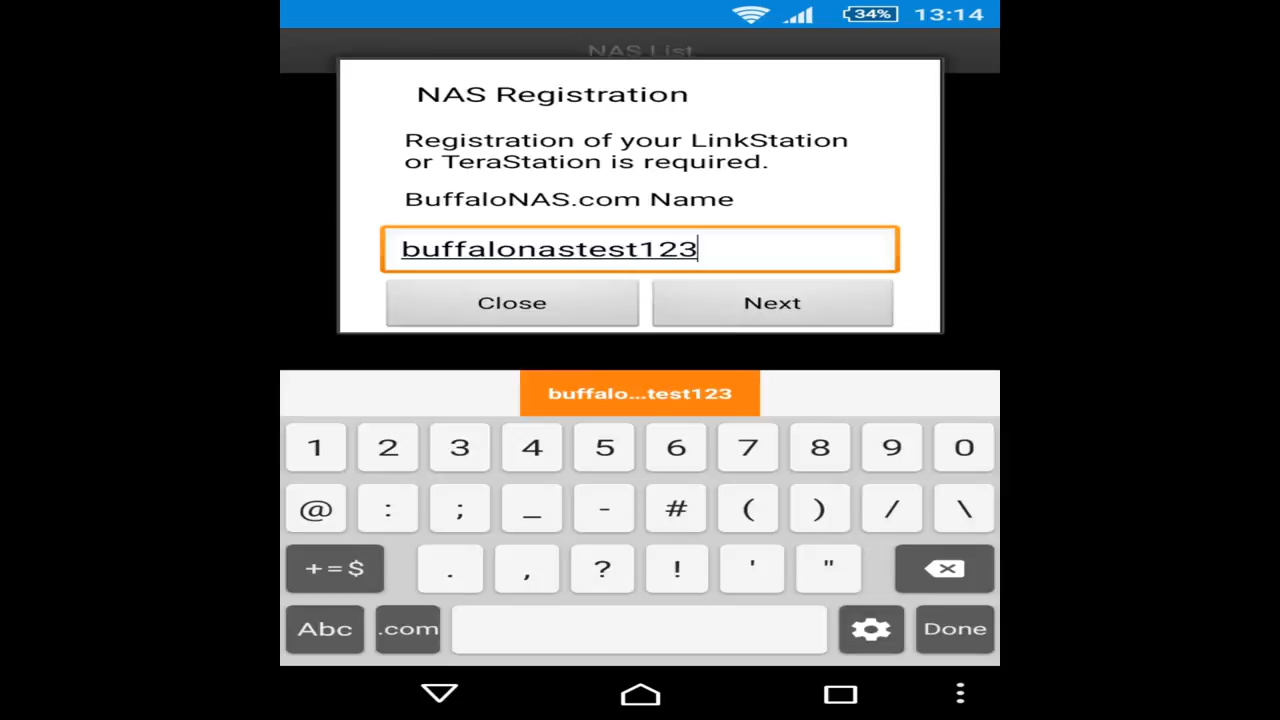 34% 13:14
NAS List
NAS Registration
Registration of your LinkStation
or TeraStation is required.
BuffaloNAS.com Name
buffalonastest123
Close Next
buffalo...test123
1 2 3 4 5 6 7 8 9 0
@ : ; _ - # ( ) / \
+=$ . , ? ! ' "
Abc .com Done